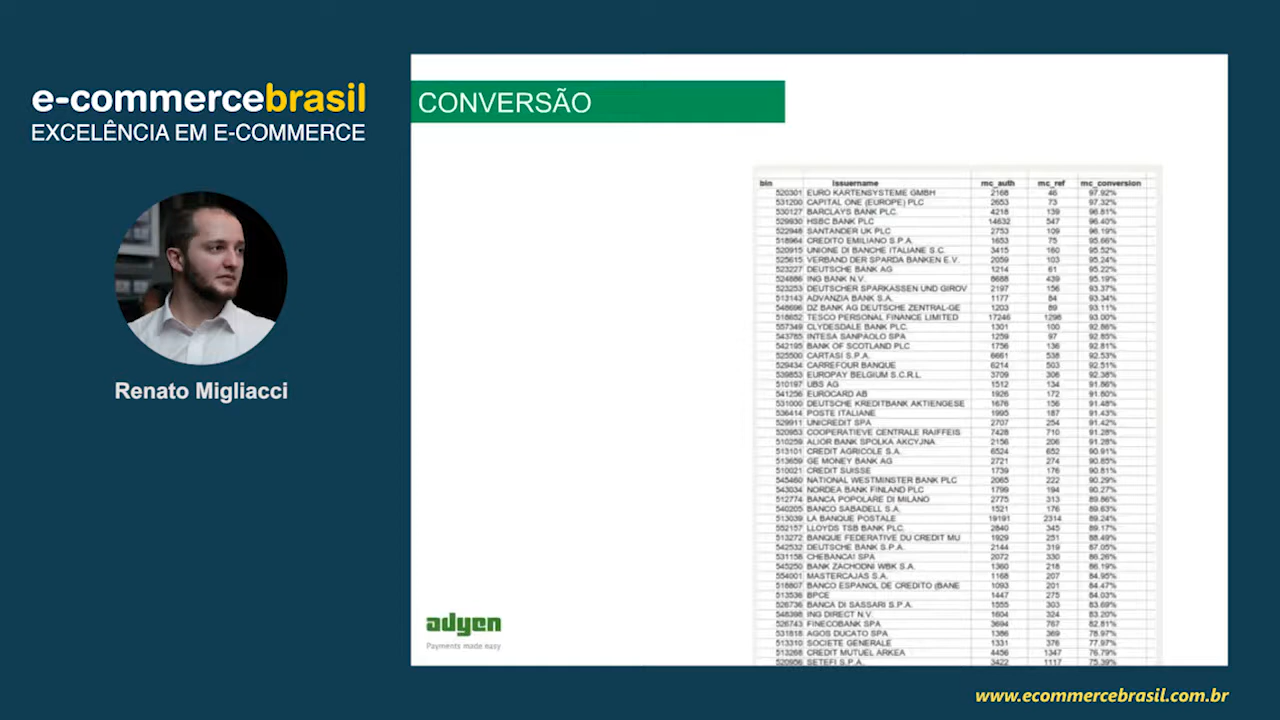 e-commercebrasil
EXCELÊNCIA EM E-COMMERCE
Renato Migliacci
CONVERSÃO
bin issuername mc_auth mc_ref mc_conversion
520301 EURO KARTENSYSTEME GMBH 2168 46 97.92%
531200 CAPITAL ONE (EUROPE) PLC 2653 73 97.32%
530127 BARCLAYS BANK PLC. 4218 139 96.81%
529930 HSBC BANK PLC 14632 547 96.40%
522948 SANTANDER UK PLC 2753 109 96.19%
518964 CREDITO EMILIANO S.P.A. 1653 75 95.66%
520915 UNIONE DI BANCHE ITALIANE S.C. 3415 160 95.52%
525615 VERBAND DER SPARDA BANKEN E.V. 2059 103 95.24%
523227 DEUTSCHE BANK AG 1214 61 95.22%
524886 ING BANK N.V. 8688 439 95.19%
523253 DEUTSCHER SPARKASSEN UND GIROV 2197 156 93.37%
513143 ADVANZIA BANK S.A. 1177 84 93.34%
548696 DZ BANK AG DEUTSCHE ZENTRAL-GE 1203 89 93.11%
518652 TESCO PERSONAL FINANCE LIMITED 17246 1298 93.00%
557349 CLYDESDALE BANK PLC. 1301 100 92.86%
543785 INTESA SANPAOLO SPA 1259 97 92.85%
542195 BANK OF SCOTLAND PLC 1756 136 92.81%
525500 CARTASI S.P.A. 6661 538 92.53%
529434 CARREFOUR BANQUE 6214 503 92.51%
539853 EUROPAY BELGIUM S.C.R.L. 3709 306 92.38%
510197 UBS AG 1512 134 91.86%
541256 EUROCARD AB 1926 172 91.80%
531000 DEUTSCHE KREDITBANK AKTIENGESE 1676 156 91.48%
536414 POSTE ITALIANE 1995 187 91.43%
529911 UNICREDIT SPA 2707 254 91.42%
520953 COOPERATIEVE CENTRALE RAIFFEIS 7428 710 91.28%
510259 ALIOR BANK SPOLKA AKCYJNA 2156 206 91.28%
513101 CREDIT AGRICOLE S.A. 6524 652 90.91%
513659 GE MONEY BANK AG 2721 274 90.85%
510021 CREDIT SUISSE 1739 176 90.81%
545460 NATIONAL WESTMINSTER BANK PLC 2065 222 90.29%
543034 NORDEA BANK FINLAND PLC 1799 194 90.27%
512774 BANCA POPOLARE DI MILANO 2775 313 89.86%
540205 BANCO SABADELL S.A. 1521 176 89.63%
513039 LA BANQUE POSTALE 19191 2314 89.24%
552157 LLOYDS TSB BANK PLC. 2840 345 89.17%
513272 BANQUE FEDERATIVE DU CREDIT MU 1929 251 88.49%
542532 DEUTSCHE BANK S.P.A. 2144 319 87.05%
531158 CHEBANCA! SPA 2072 330 86.26%
545250 BANK ZACHODNI WBK S.A. 1360 218 86.19%
554001 MASTERCAJAS S.A. 1168 207 84.95%
518807 BANCO ESPANOL DE CREDITO (BANE 1093 201 84.47%
513536 BPCE 1447 275 84.03%
526736 BANCA DI SASSARI S.P.A. 1555 303 83.69%
548398 ING DIRECT N.V. 1604 324 83.20%
526743 FINECOBANK SPA 3694 767 82.81%
531818 AGOS DUCATO SPA 1386 369 78.97%
513310 SOCIETE GENERALE 1331 376 77.97%
513268 CREDIT MUTUEL ARKEA 4456 1347 76.79%
520956 SETEFI S.P.A. 3422 1117 75.39%
adyen
Payments made easy
www.ecommercebrasil.com.br